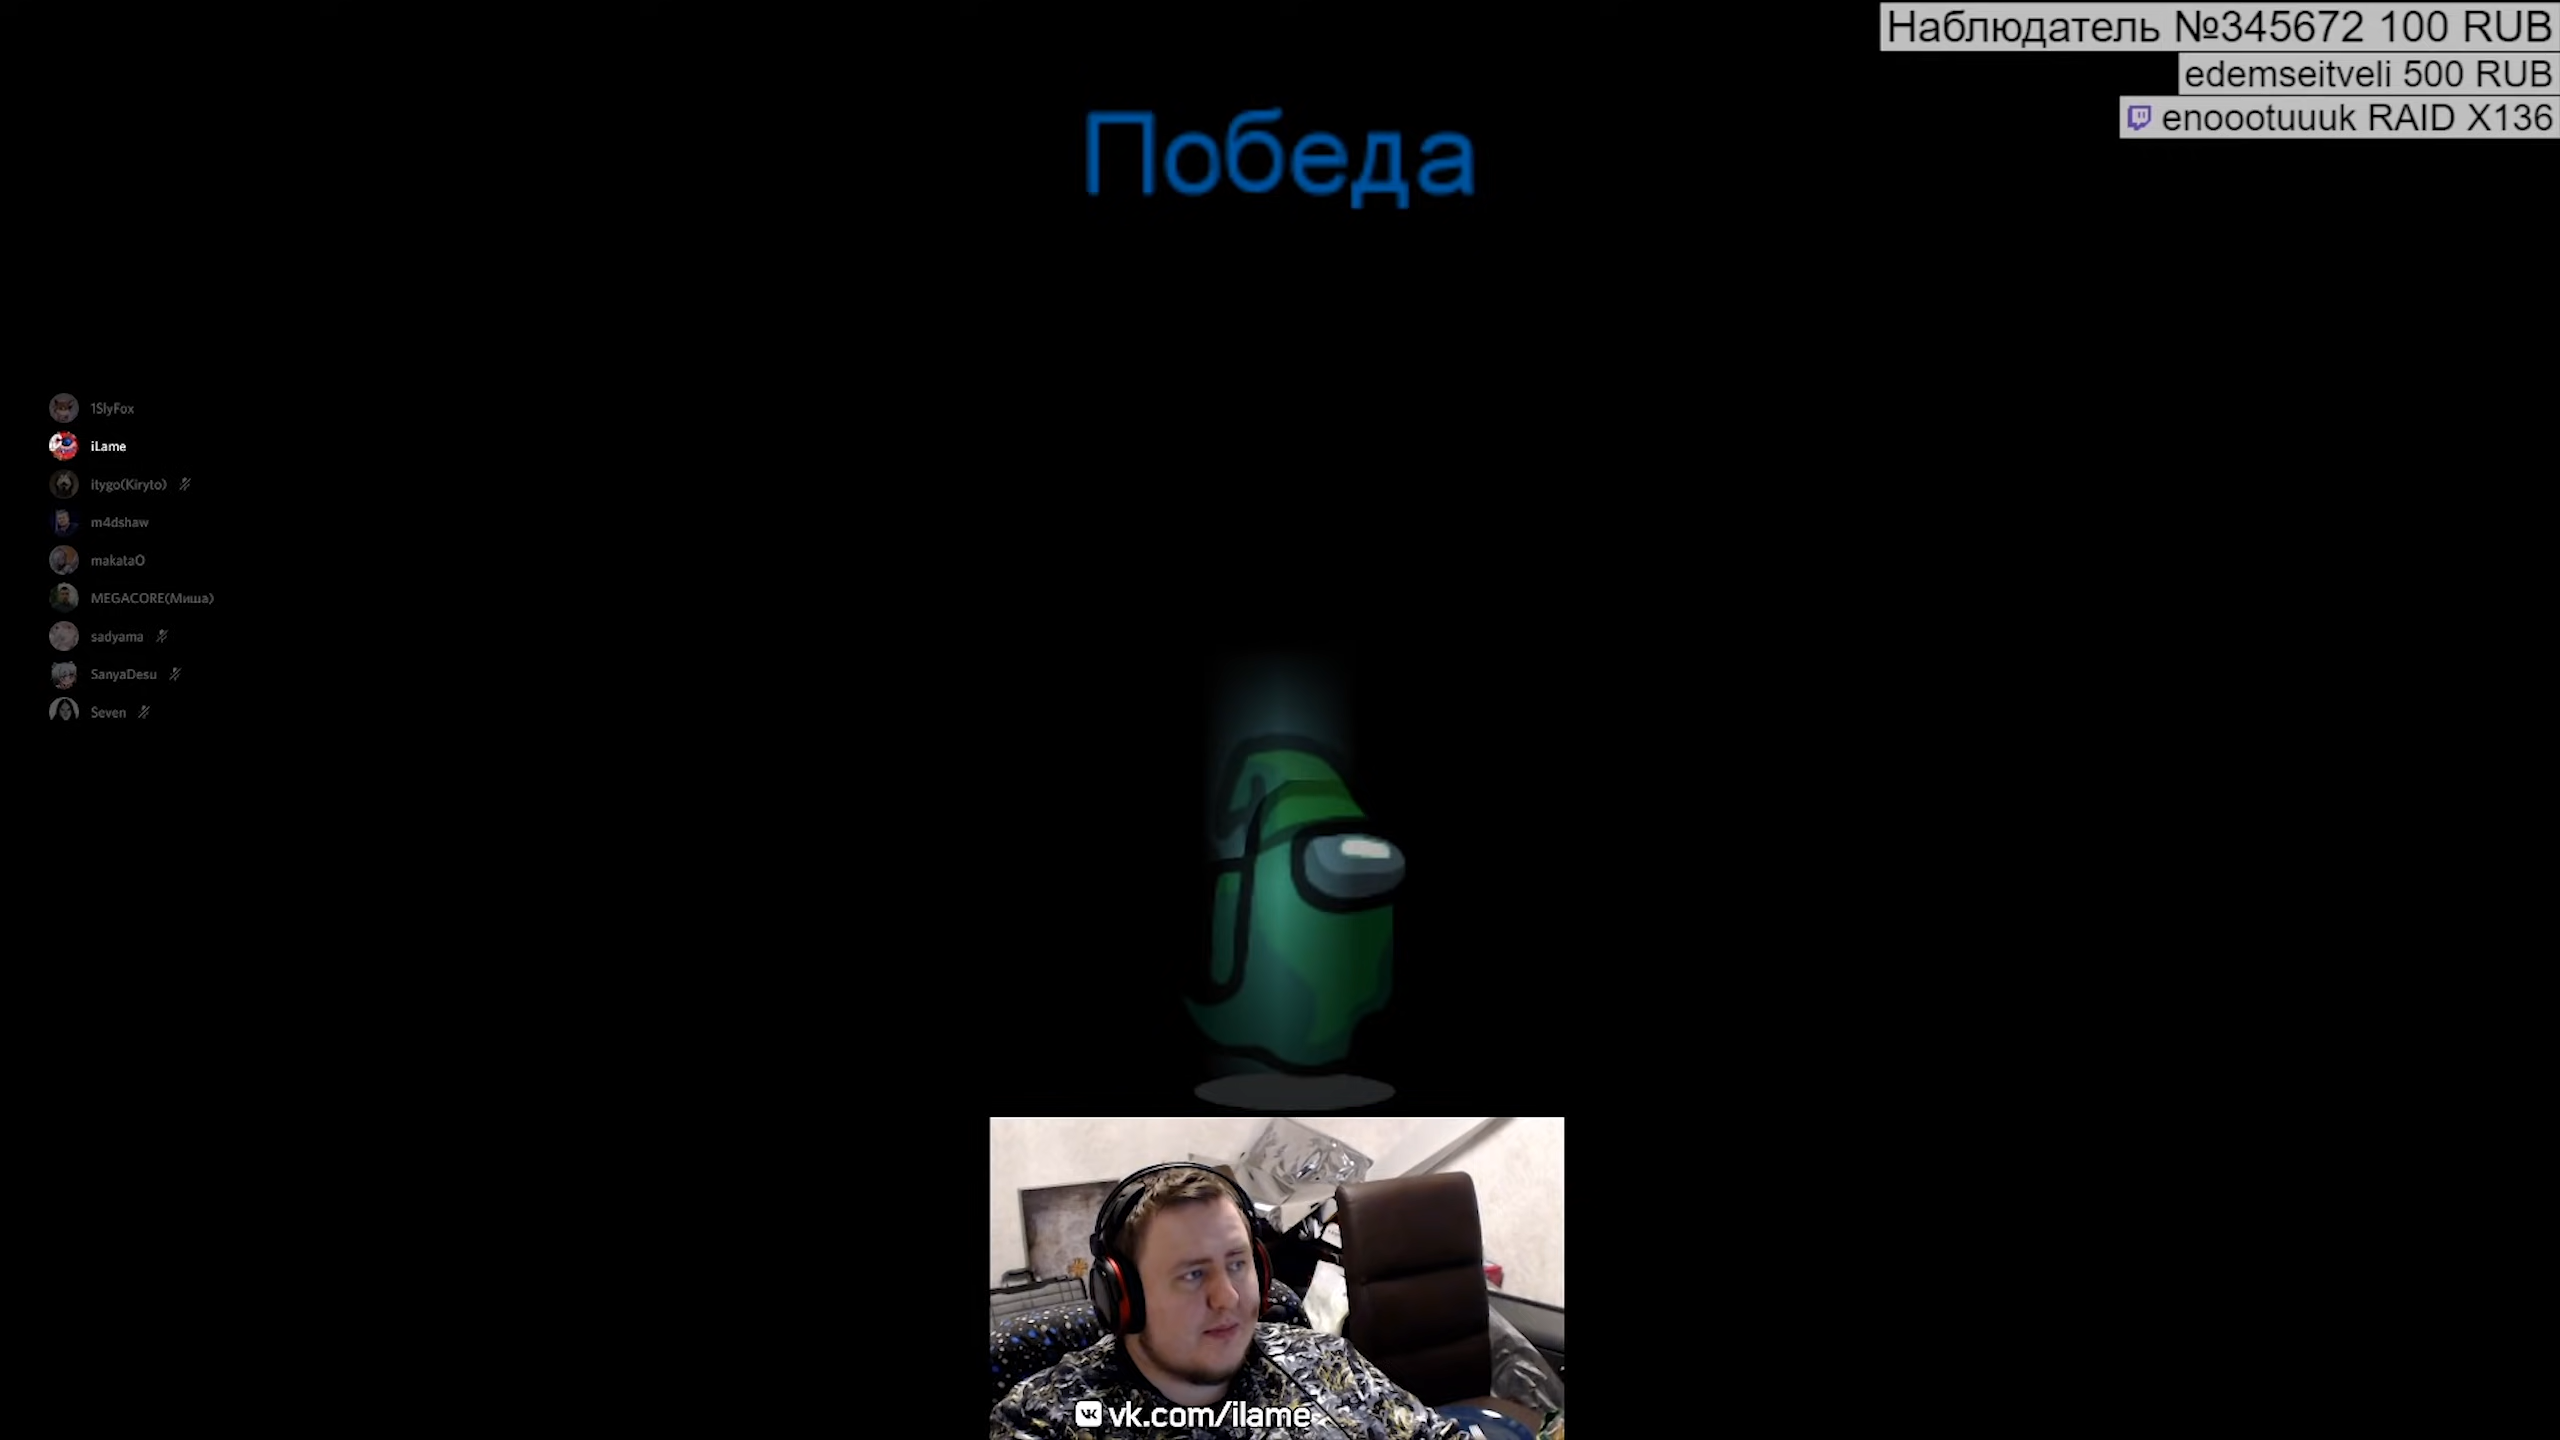 Наблюдатель №345672 100 RUB
edemseitveli 500 RUB
enoootuuuk RAID X136
Победа
1SlyFox
iLame
itygo(Kiryto)
m4dshaw
makataO
MEGACORE(Миша)
sadyama
SanyaDesu
Seven
vk.com/ilame